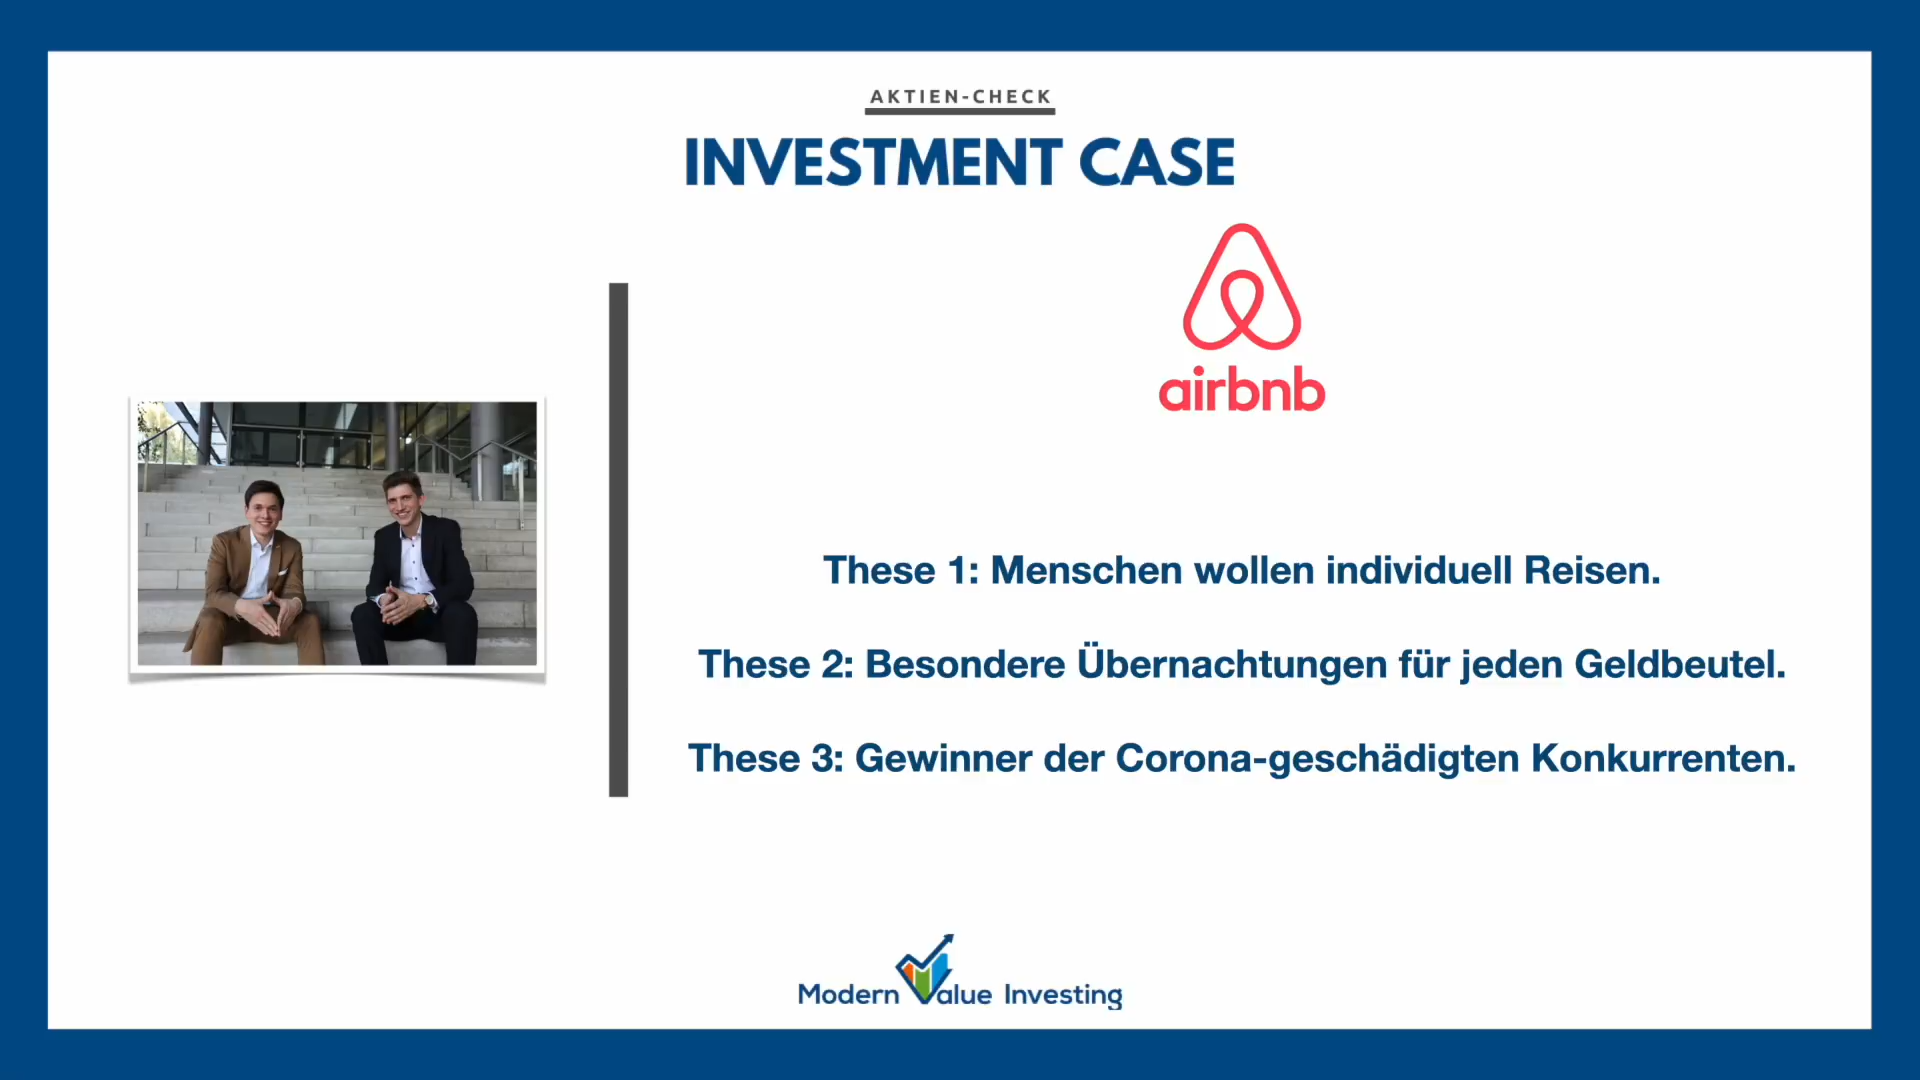 AKTIEN-CHECK
INVESTMENT CASE
airbnb
These 1: Menschen wollen individuell Reisen.
These 2: Besondere Übernachtungen für jeden Geldbeutel.
These 3: Gewinner der Corona-geschädigten Konkurrenten.
Modern Value Investing